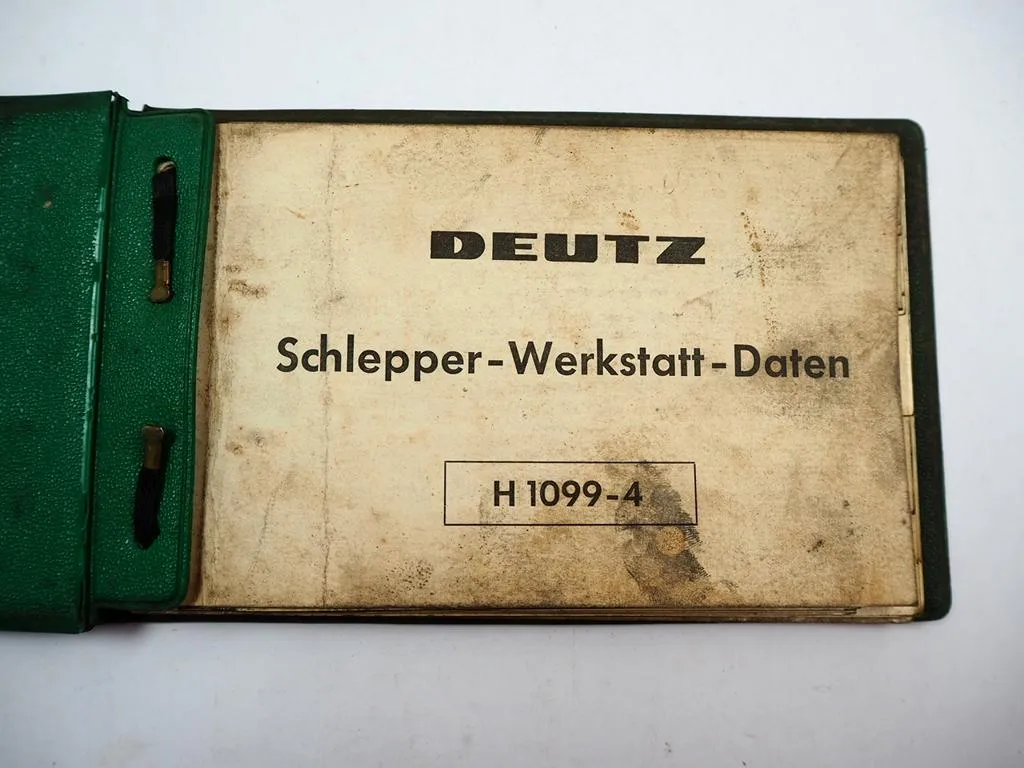 DEUTZ
Schlepper-Werkstatt-Daten
H 1099-4